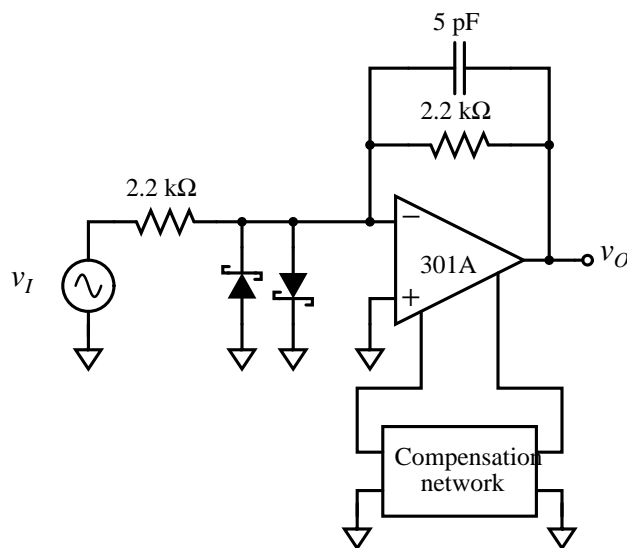 5 pF
2.2 kΩ
2.2 kΩ
v_I
−
301A
+
v_O
Compensation
network